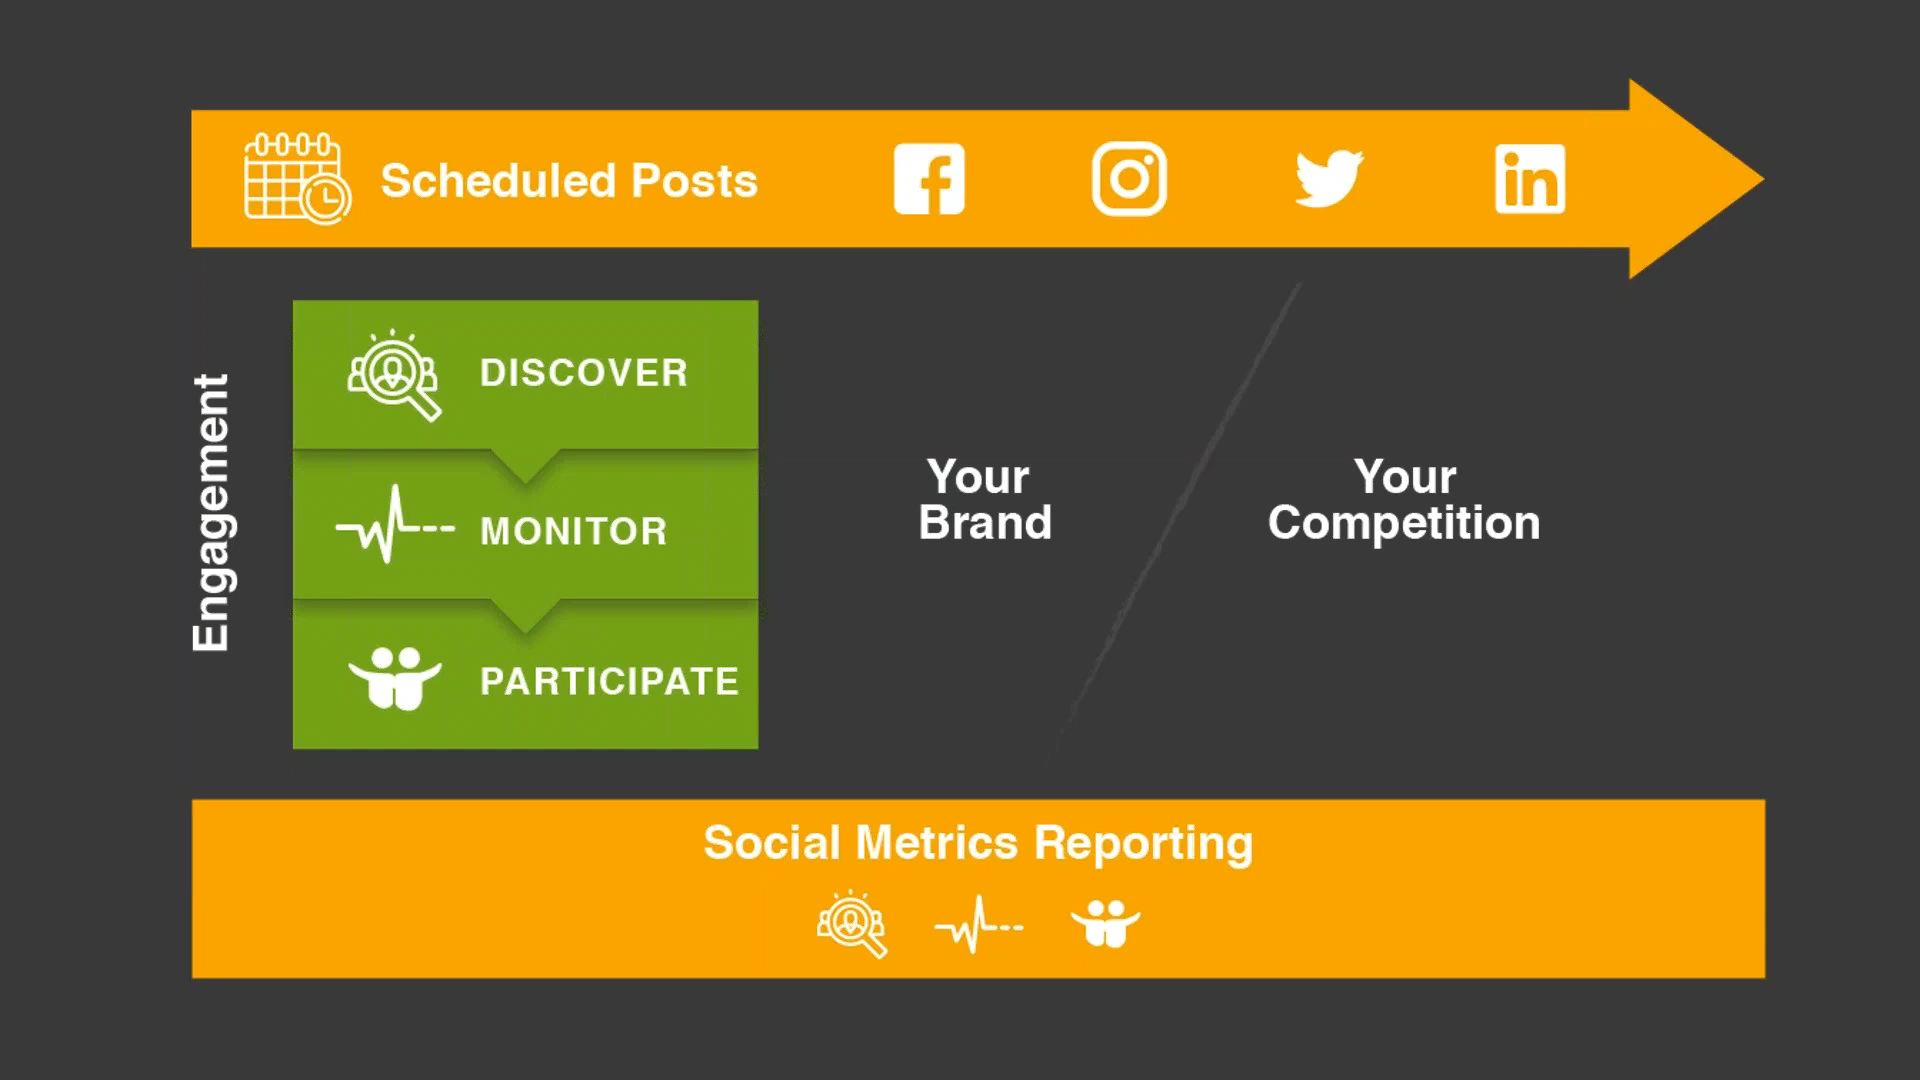 Scheduled Posts
Engagement
DISCOVER
MONITOR
PARTICIPATE
Your
Brand
Your
Competition
Social Metrics Reporting